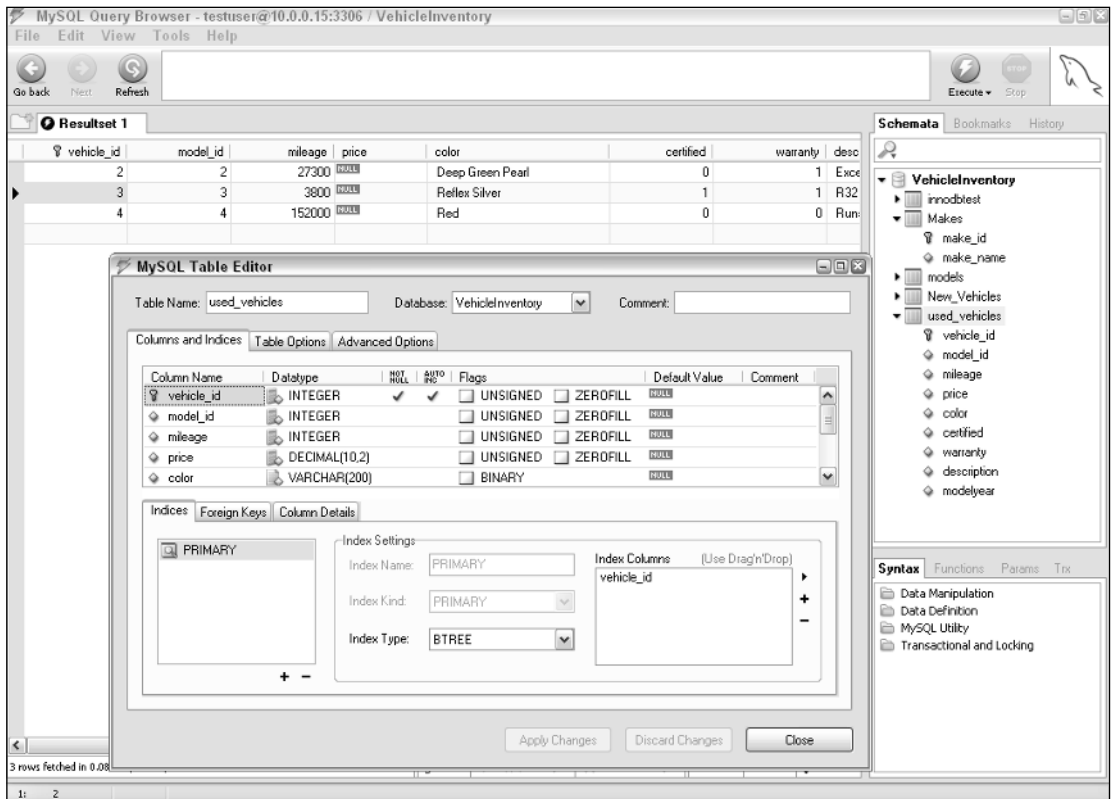 MySQL Query Browser - testuser@10.0.0.15:3306 / VehicleInventory
File Edit View Tools Help
Go back Next Refresh Execute Stop
STOP
Resultset 1
vehicle_id model_id mileage price color certified warranty desc
2 2 27300 NULL Deep Green Pearl 0 1 Exce
3 3 3800 NULL Reflex Silver 1 1 R32
4 4 152000 NULL Red 0 0 Run
Schemata Bookmarks History
VehicleInventory
innodbtest
Makes
make_id
make_name
models
New_Vehicles
used_vehicles
vehicle_id
model_id
mileage
price
color
certified
warranty
description
modelyear
MySQL Table Editor
Table Name: used_vehicles Database: VehicleInventory Comment:
Columns and Indices Table Options Advanced Options
Column Name Datatype NOT NULL AUTO INC Flags Default Value Comment
vehicle_id INTEGER UNSIGNED ZEROFILL NULL
model_id INTEGER UNSIGNED ZEROFILL NULL
mileage INTEGER UNSIGNED ZEROFILL NULL
price DECIMAL(10,2) UNSIGNED ZEROFILL NULL
color VARCHAR(200) BINARY NULL
Indices Foreign Keys Column Details
PRIMARY
Index Settings
Index Name: PRIMARY
Index Kind: PRIMARY
Index Type: BTREE
Index Columns (Use Drag'n'Drop)
vehicle_id
Apply Changes Discard Changes Close
Syntax Functions Params Trx
Data Manipulation
Data Definition
MySQL Utility
Transactional and Locking
3 rows fetched in 0.08
1: 2